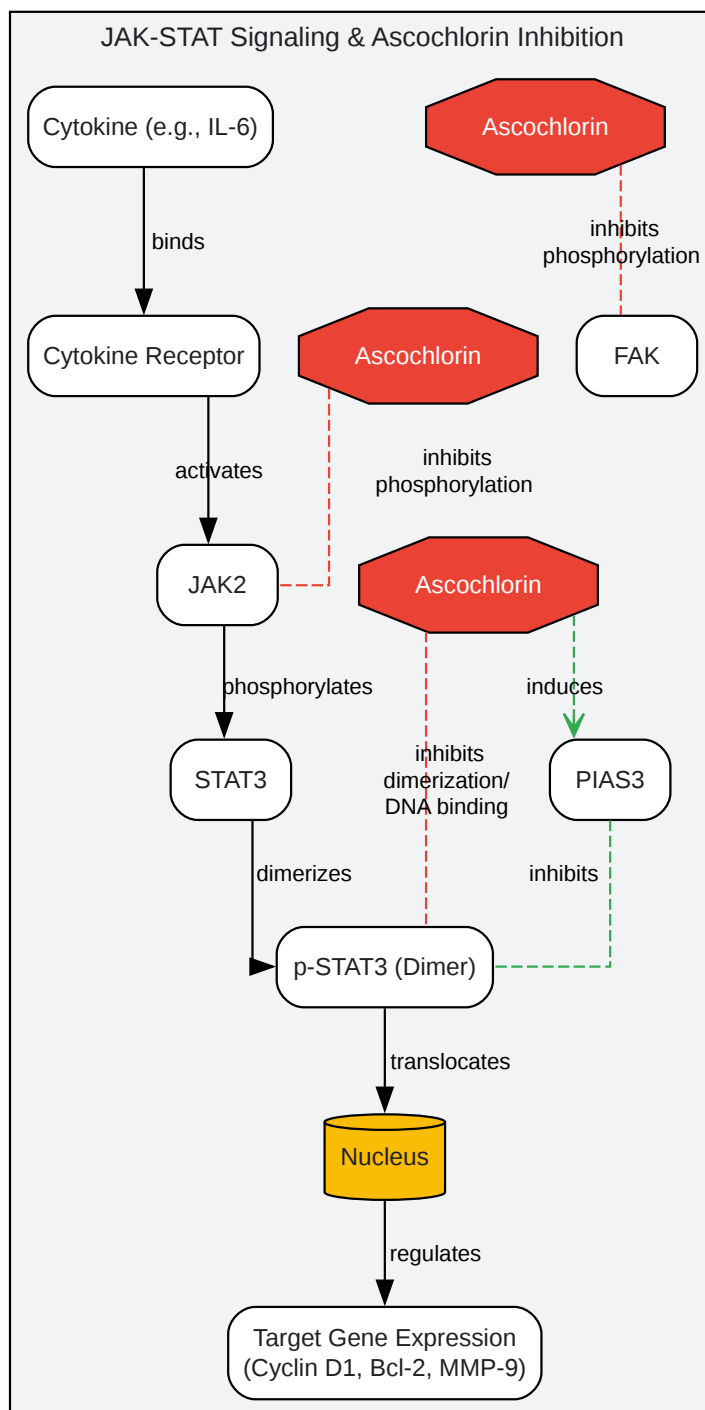 JAK-STAT Signaling & Ascochlorin Inhibition
Cytokine (e.g., IL-6)
Ascochlorin
binds
inhibits
phosphorylation
Cytokine Receptor
Ascochlorin
FAK
activates
inhibits
phosphorylation
JAK2
Ascochlorin
phosphorylates
induces
STAT3
inhibits
dimerization/
DNA binding
PIAS3
dimerizes
inhibits
p-STAT3 (Dimer)
translocates
Nucleus
regulates
Target Gene Expression
(Cyclin D1, Bcl-2, MMP-9)